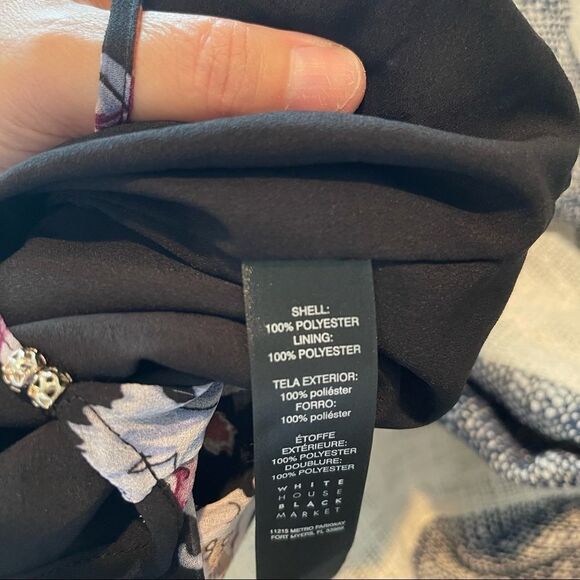 SHELL:
100% POLYESTER
LINING:
100% POLYESTER
TELA EXTERIOR:
100% poliéster
FORRO:
100% poliéster
ÉTOFFE
EXTÉRIEURE:
100% POLYESTER
DOUBLURE:
100% POLYESTER
WHITE
HOUSE
BLACK
MARKET
11215 METRO PARKWAY
FORT MYERS, FL